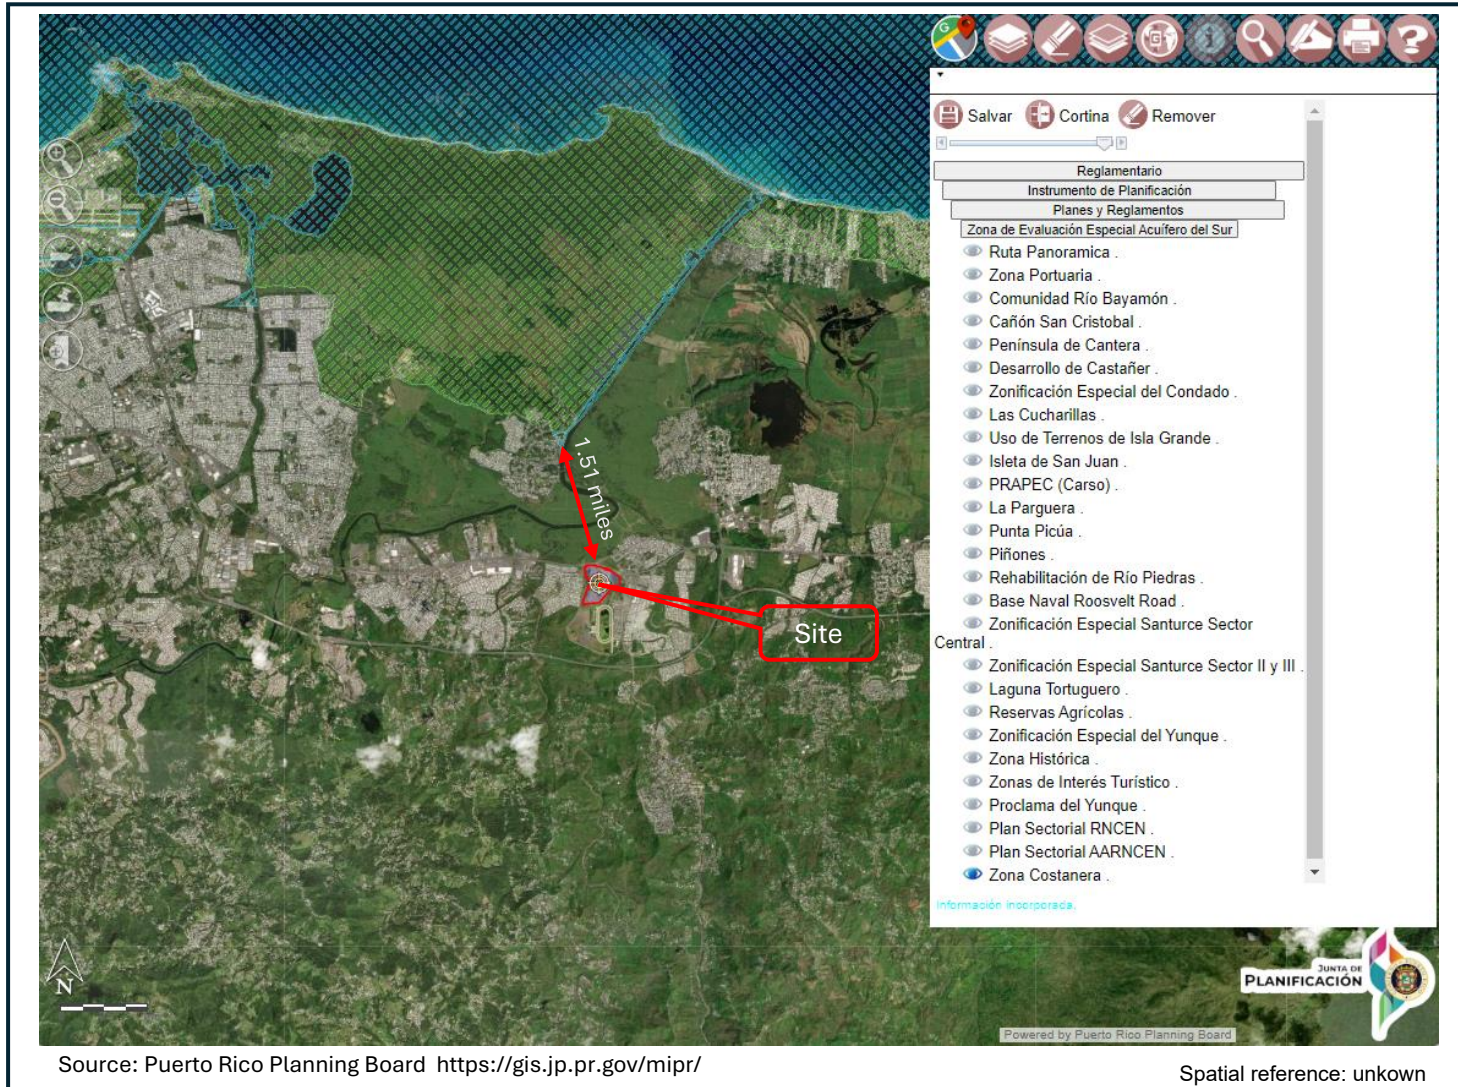 G
G
i
?
Salvar Cortina Remover
Reglamentario
Instrumento de Planificación
Planes y Reglamentos
Zona de Evaluación Especial Acuífero del Sur
Ruta Panoramica .
Zona Portuaria .
Comunidad Río Bayamón .
Cañón San Cristobal .
Península de Cantera .
Desarrollo de Castañer .
Zonificación Especial del Condado .
Las Cucharillas .
Uso de Terrenos de Isla Grande .
Isleta de San Juan .
PRAPEC (Carso) .
La Parguera .
Punta Picúa .
Piñones .
Rehabilitación de Río Piedras .
Base Naval Roosvelt Road .
Zonificación Especial Santurce Sector
Central .
Zonificación Especial Santurce Sector II y III .
Laguna Tortuguero .
Reservas Agrícolas .
Zonificación Especial del Yunque .
Zona Histórica .
Zonas de Interés Turístico .
Proclama del Yunque .
Plan Sectorial RNCEN .
Plan Sectorial AARNCEN .
Zona Costanera .
Información incorporada.
1.51 miles
Site
N
JUNTA DE
PLANIFICACIÓN
Powered by Puerto Rico Planning Board
Source: Puerto Rico Planning Board https://gis.jp.pr.gov/mipr/
Spatial reference: unkown